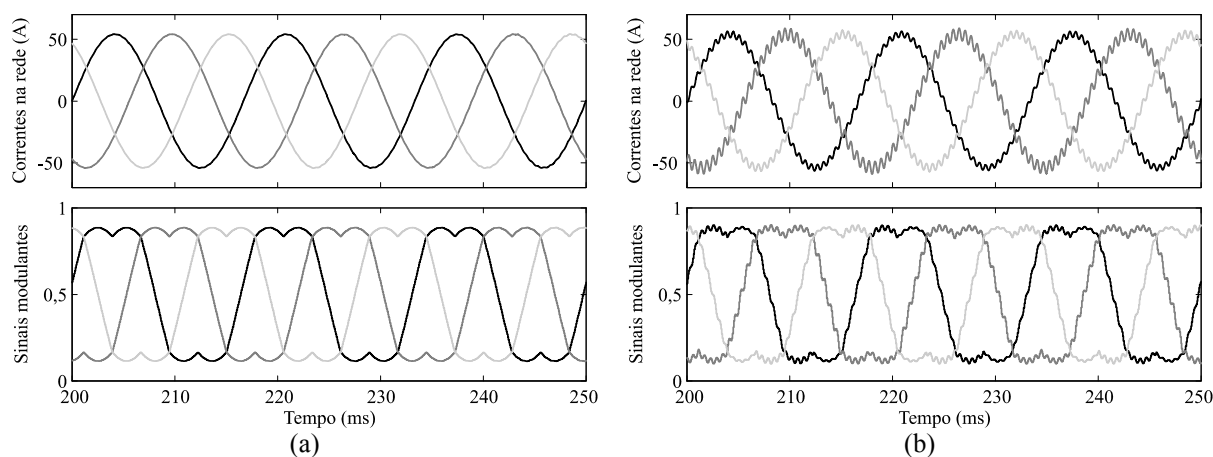 Correntes na rede (A)
50
0
-50
Sinais modulantes
1
0,5
0
200 210 220 230 240 250
Tempo (ms)
(a)
Correntes na rede (A)
50
0
-50
Sinais modulantes
1
0,5
0
200 210 220 230 240 250
Tempo (ms)
(b)